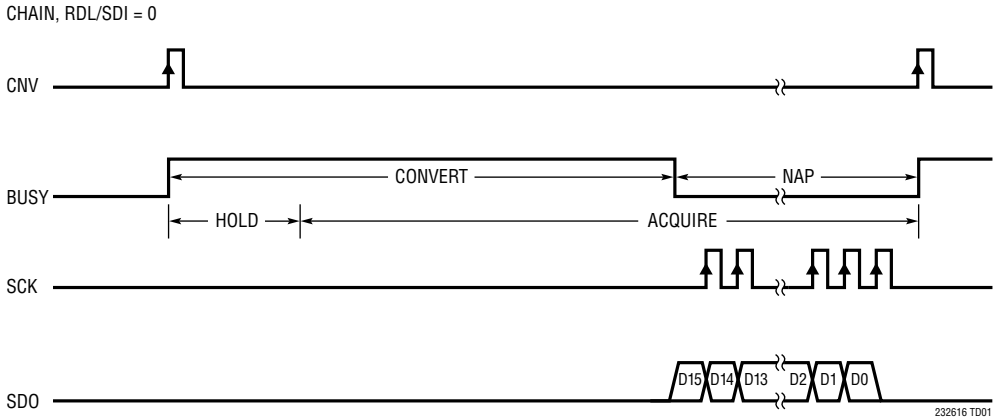 CHAIN, RDL/SDI = 0
CNV
BUSY
CONVERT
NAP
HOLD
ACQUIRE
SCK
SDO
D15 D14 D13 D2 D1 D0
232616 TD01